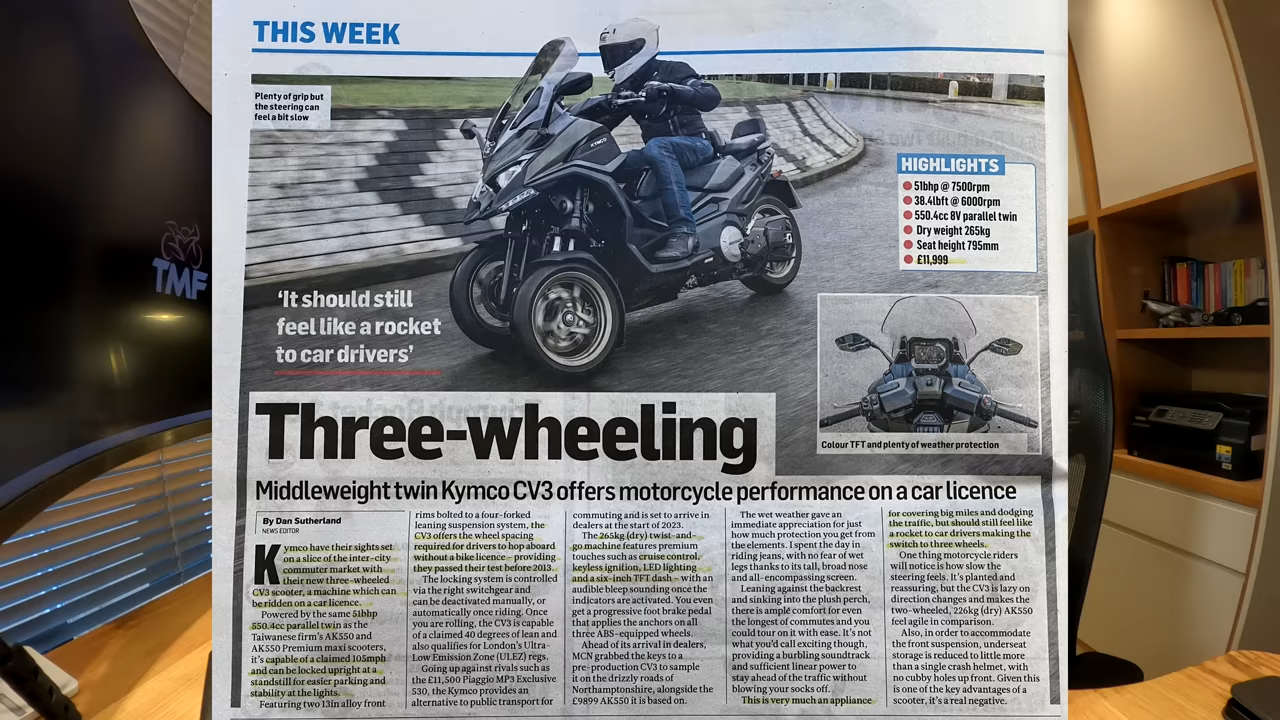 THIS WEEK
Plenty of grip but
the steering can
feel a bit slow
HIGHLIGHTS
51bhp @ 7500rpm
38.4lbft @ 6000rpm
550.4cc 8V parallel twin
Dry weight 265kg
Seat height 795mm
£11,999
TMF
'It should still
feel like a rocket
to car drivers'
Colour TFT and plenty of weather protection
Three-wheeling
Middleweight twin Kymco CV3 offers motorcycle performance on a car licence
By Dan Sutherland
NEWS EDITOR
Kymco have their sights set
on a slice of the inter-city
commuter market with
their new three-wheeled
CV3 scooter, a machine which can
be ridden on a car licence.
Powered by the same 51bhp
550.4cc parallel twin as the
Taiwanese firm's AK550 and
AK550 Premium maxi scooters,
it's capable of a claimed 105mph
and can be locked upright at a
standstill for easier parking and
stability at the lights.
Featuring two 13in alloy front
rims bolted to a four-forked
leaning suspension system, the
CV3 offers the wheel spacing
required for drivers to hop aboard
without a bike licence – providing
they passed their test before 2013.
The locking system is controlled
via the right switchgear and
can be deactivated manually, or
automatically once riding. Once
you are rolling, the CV3 is capable
of a claimed 40 degrees of lean and
also qualifies for London's Ultra-
Low Emission Zone (ULEZ) regs.
Going up against rivals such as
the £11,500 Piaggio MP3 Exclusive
530, the Kymco provides an
alternative to public transport for
commuting and is set to arrive in
dealers at the start of 2023.
The 265kg (dry) twist-and-
go machine features premium
touches such as cruise control,
keyless ignition, LED lighting
and a six-inch TFT dash – with an
audible bleep sounding once the
indicators are activated. You even
get a progressive foot brake pedal
that applies the anchors on all
three ABS-equipped wheels.
Ahead of its arrival in dealers,
MCN grabbed the keys to a
pre-production CV3 to sample
it on the drizzly roads of
Northamptonshire, alongside the
£9899 AK550 it is based on.
The wet weather gave an
immediate appreciation for just
how much protection you get from
the elements. I spent the day in
riding jeans, with no fear of wet
legs thanks to its tall, broad nose
and all-encompassing screen.
Leaning against the backrest
and sinking into the plush perch,
there is ample comfort for even
the longest of commutes and you
could tour on it with ease. It's not
what you'd call exciting though,
providing a burbling soundtrack
and sufficient linear power to
stay ahead of the traffic without
blowing your socks off.
This is very much an appliance
for covering big miles and dodging
the traffic, but should still feel like
a rocket to car drivers making the
switch to three wheels.
One thing motorcycle riders
will notice is how slow the
steering feels. It's planted and
reassuring, but the CV3 is lazy on
direction changes and makes the
two-wheeled, 226kg (dry) AK550
feel agile in comparison.
Also, in order to accommodate
the front suspension, underseat
storage is reduced to little more
than a single crash helmet, with
no cubby holes up front. Given this
is one of the key advantages of a
scooter, it's a real negative.